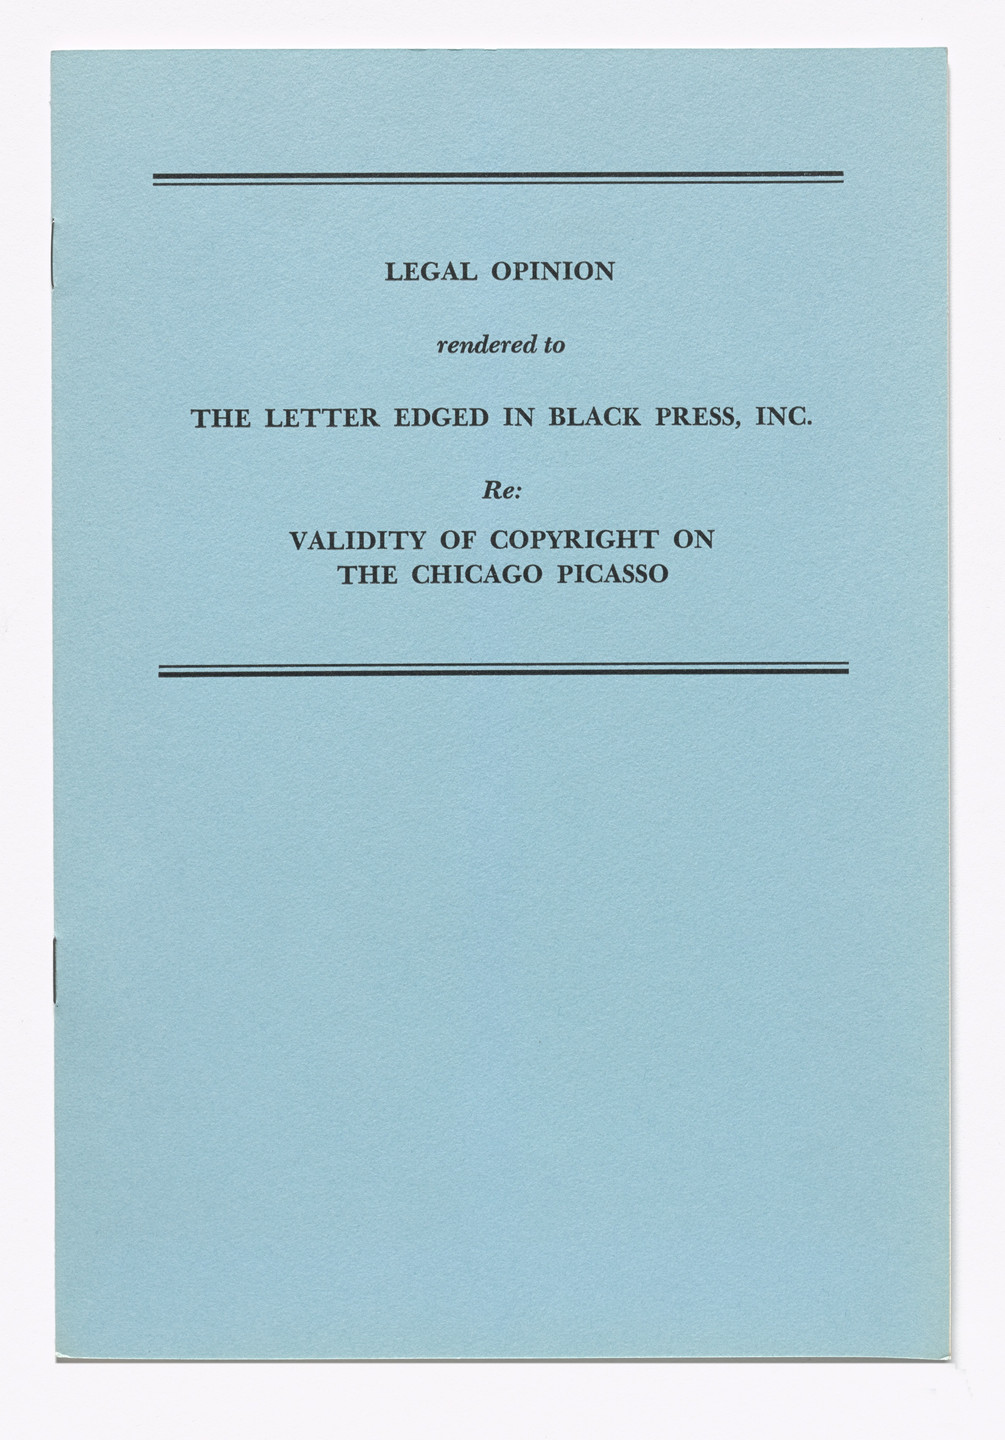 LEGAL OPINION
rendered to
THE LETTER EDGED IN BLACK PRESS, INC.
Re:
VALIDITY OF COPYRIGHT ON
THE CHICAGO PICASSO